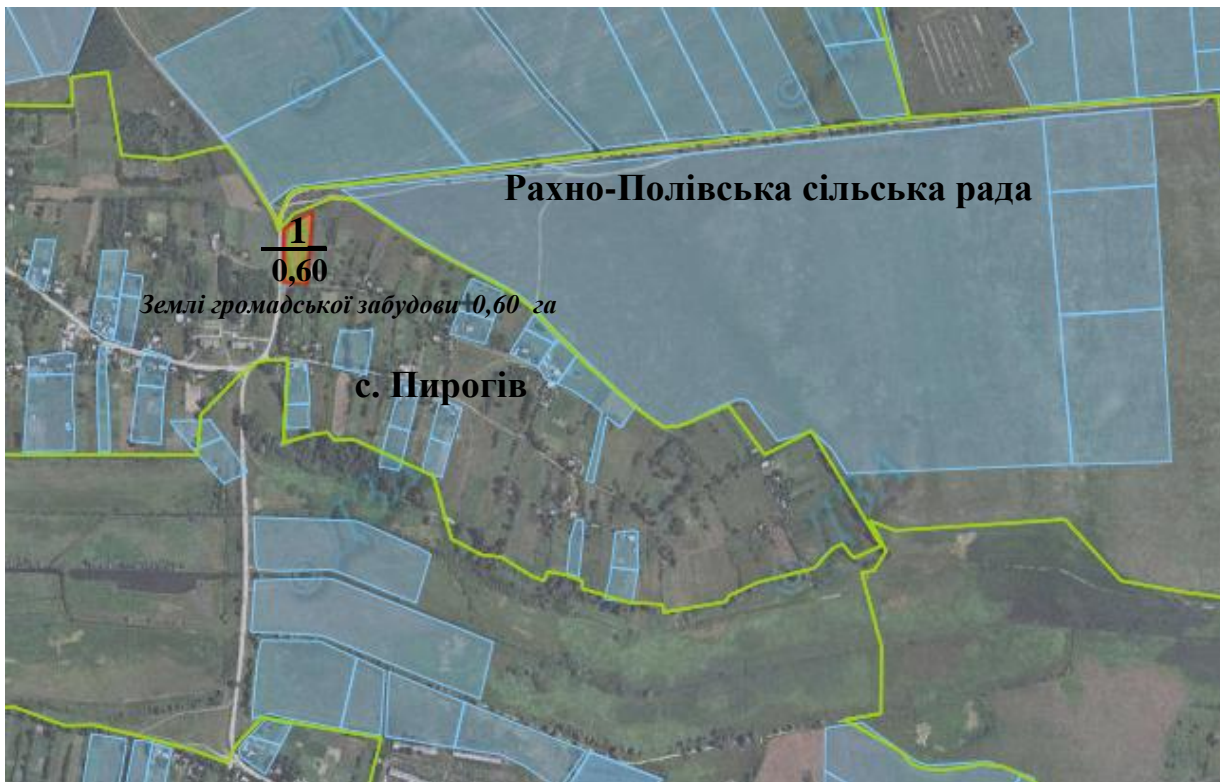 Рахно-Полівська сільська рада
1
0,60
Землі громадської забудови 0,60 га
с. Пирогів